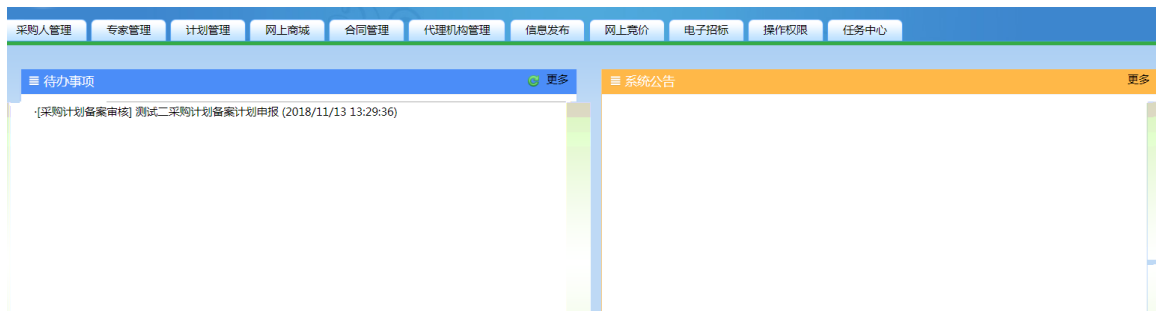 采购人管理 专家管理 计划管理 网上商城 合同管理 代理机构管理 信息发布 网上竞价 电子招标 操作权限 任务中心
待办事项 更多 系统公告 更多
·[采购计划备案审核] 测试二采购计划备案计划申报 (2018/11/13 13:29:36)